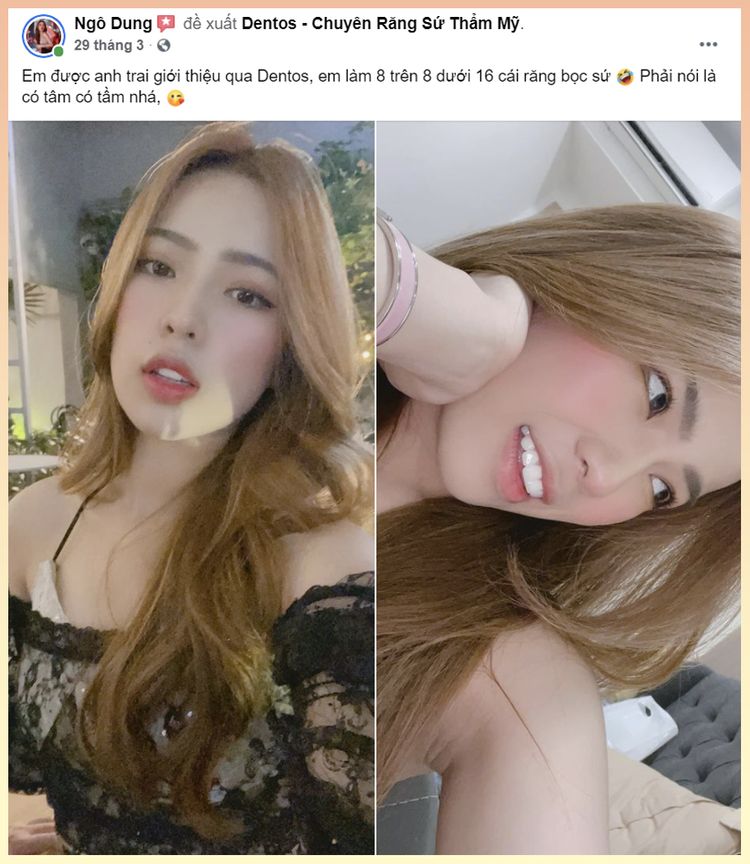 Ngô Dung đề xuất Dentos - Chuyên Răng Sứ Thẩm Mỹ.
29 tháng 3 ·
Em được anh trai giới thiệu qua Dentos, em làm 8 trên 8 dưới 16 cái răng bọc sứ 🤣 Phải nói là
có tâm có tầm nhá, 😘